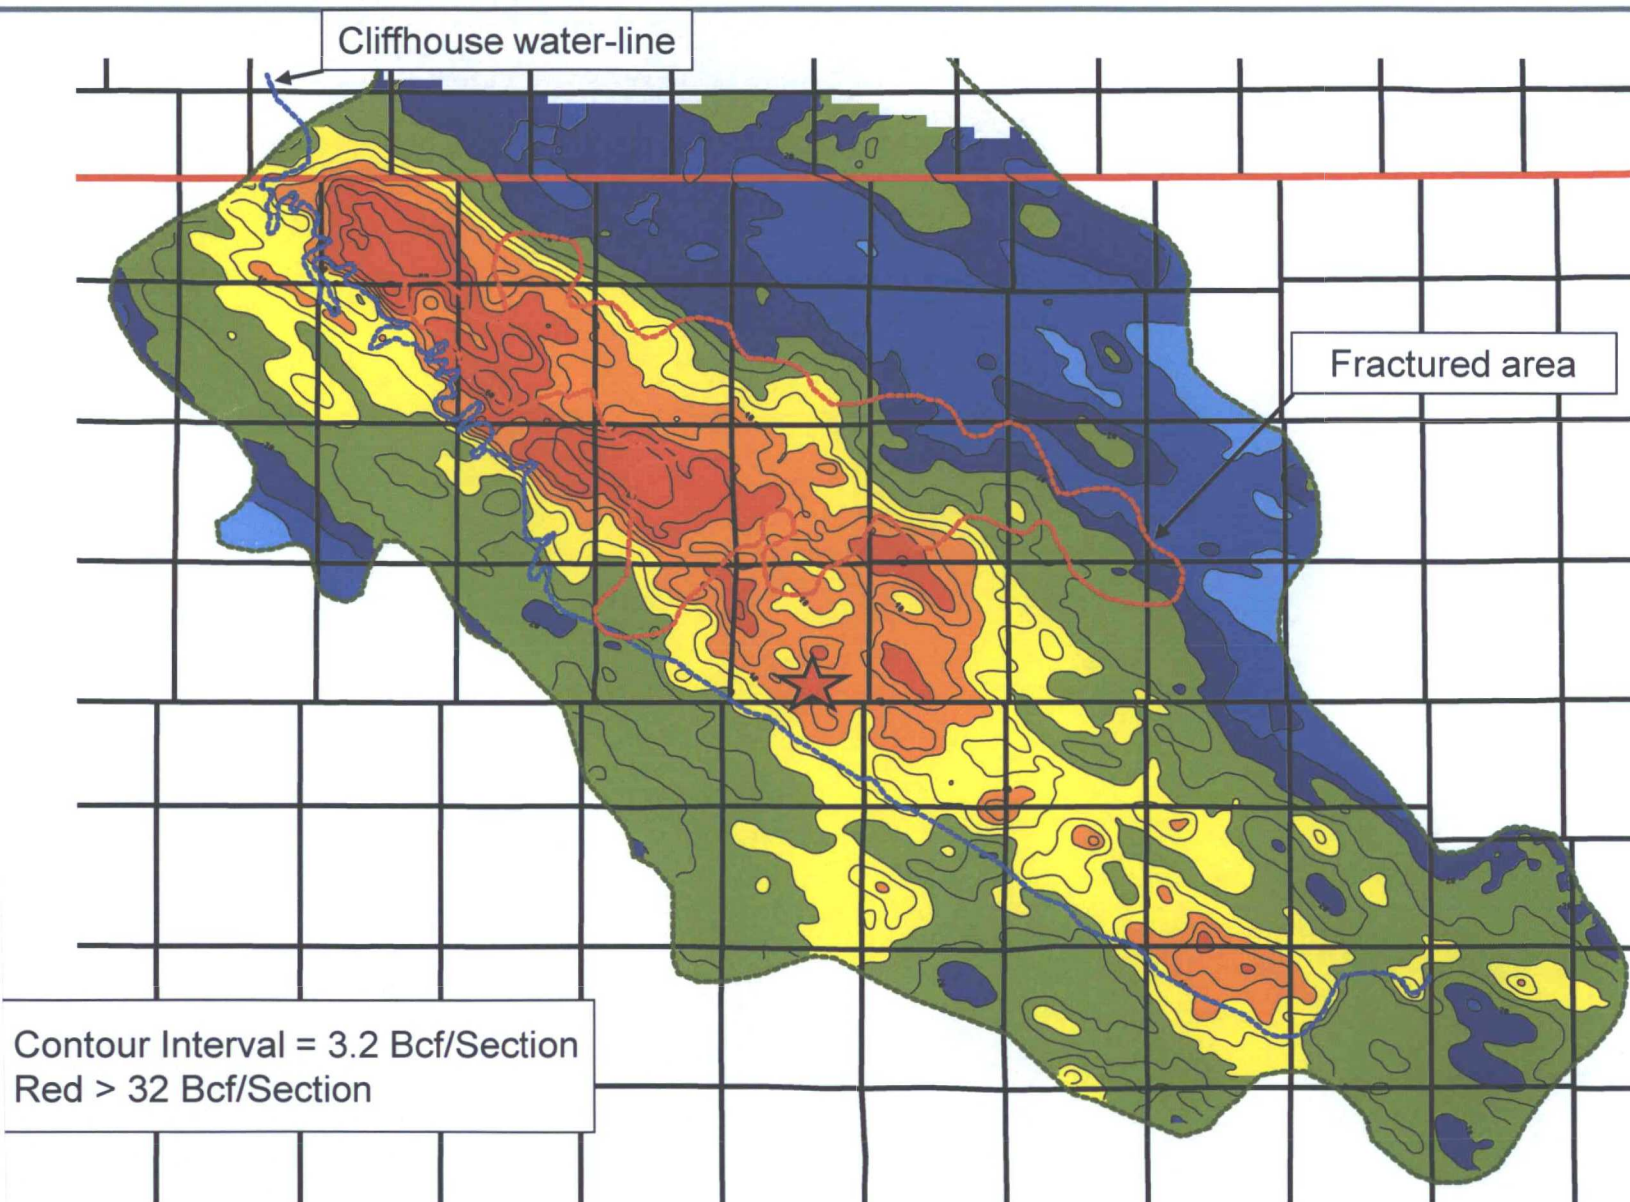 Cliffhouse water-line
Fractured area
Contour Interval = 3.2 Bcf/Section
Red > 32 Bcf/Section